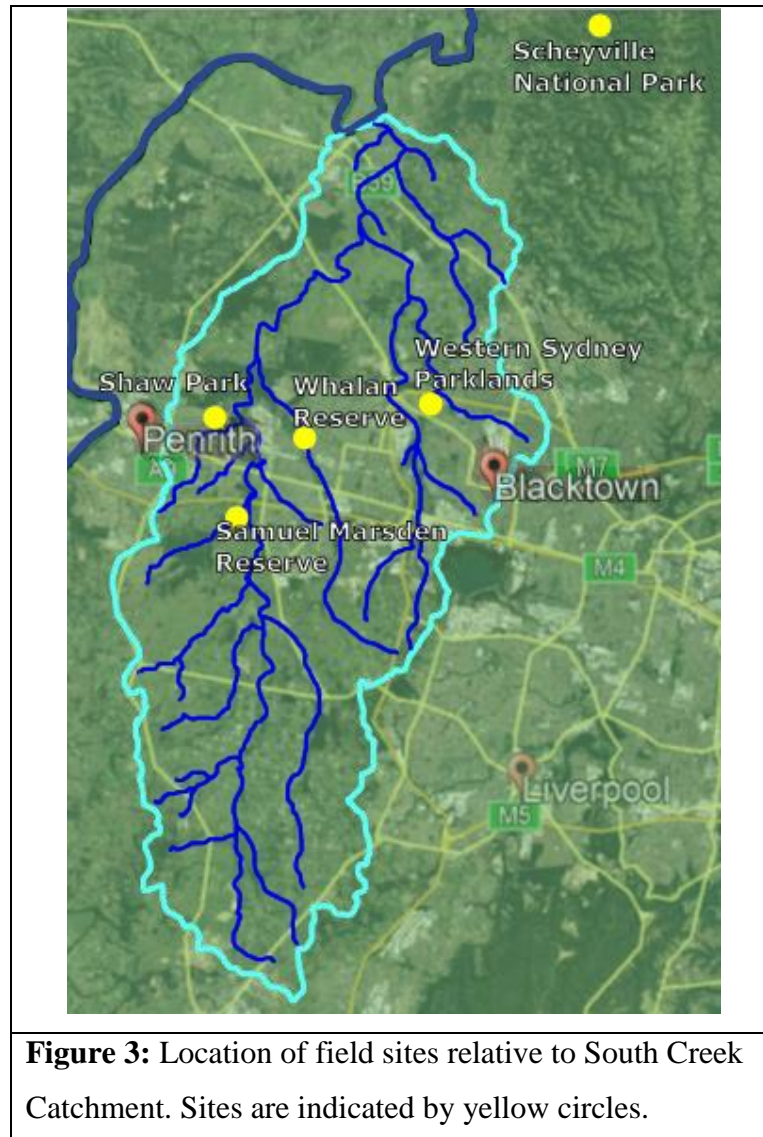 Scheyville
National Park
B59
Western Sydney
Parklands
Shaw Park
Whalan
Reserve
Penrith
M7
Blacktown
Samuel Marsden
Reserve
M4
Liverpool
M5
Figure 3: Location of field sites relative to South Creek
Catchment. Sites are indicated by yellow circles.